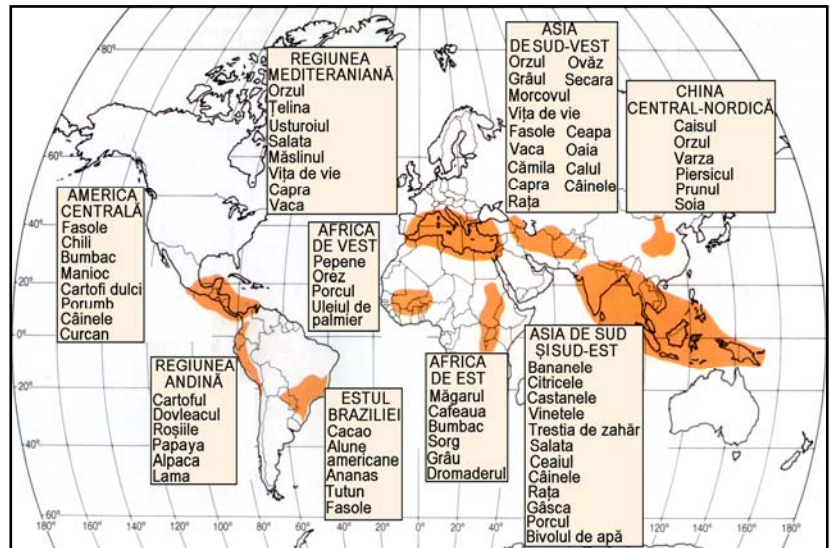 REGIUNEA
MEDITERANIANĂ
Orzul
Țelina
Usturoiul
Salata
Măslinul
Vița de vie
Capra
Vaca
ASIA
DE SUD-VEST
Orzul Ovăz
Grâul Secara
Morcovul
Vița de vie
Fasole Ceapa
Vaca Oaia
Cămila Calul
Capra Câinele
Rața
CHINA
CENTRAL-NORDICĂ
Caisul
Orzul
Varza
Piersicul
Prunul
Soia
AMERICA
CENTRALĂ
Fasole
Chili
Bumbac
Manioc
Cartofi dulci
Porumb
Câinele
Curcan
AFRICA
DE VEST
Pepene
Orez
Porcul
Uleiul de
palmier
REGIUNEA
ANDINĂ
Cartoful
Dovleacul
Roșiile
Papaya
Alpaca
Lama
ESTUL
BRAZILIEI
Cacao
Alune
americane
Ananas
Tutun
Fasole
AFRICA
DE EST
Măgarul
Cafeaua
Bumbac
Sorg
Grâu
Dromaderul
ASIA DE SUD
ȘISUD-EST
Bananele
Citricele
Castanele
Vinetele
Trestia de zahăr
Salata
Ceaiul
Câinele
Rața
Gâsca
Porcul
Bivolul de apă
80°
60°
40°
20°
0°
20°
40°
60°
180° 160° 140° 120° 100° 80° 60° 40° 20° 0° 20° 40° 120° 140° 160° 180°